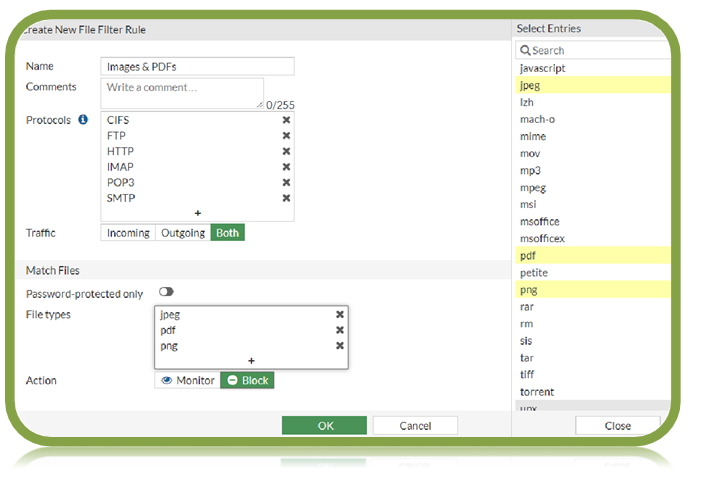 Create New File Filter Rule
Name Images & PDFs
Comments Write a comment...
0/255
Protocols CIFS
FTP
HTTP
IMAP
POP3
SMTP
+
Traffic Incoming Outgoing Both
Match Files
Password-protected only
File types jpeg
pdf
png
+
Action Monitor Block
OK Cancel
Select Entries
Search
javascript
jpeg
lzh
mach-o
mime
mov
mp3
mpeg
msi
msoffice
msofficex
pdf
petite
png
rar
rm
sis
tar
tiff
torrent
upx
Close